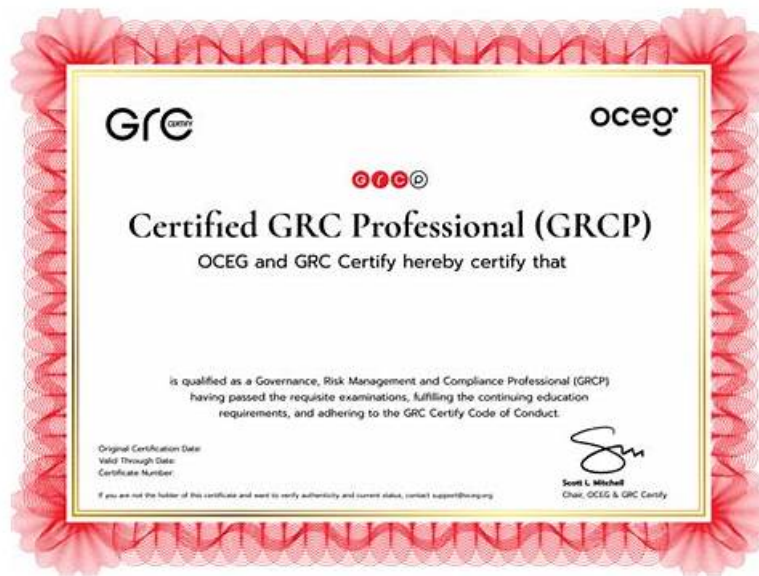 GrC CERTIFY
oceg
GrCP
Certified GRC Professional (GRCP)
OCEG and GRC Certify hereby certify that
is qualified as a Governance, Risk Management and Compliance Professional (GRCP)
having passed the requisite examinations, fulfilling the continuing education
requirements, and adhering to the GRC Certify Code of Conduct.
Original Certification Date:
Valid Through Date:
Certificate Number:
Scott L. Mitchell
Chair, OCEG & GRC Certify
If you are not the holder of this certificate and want to verify authenticity and current status, contact support@oceg.org